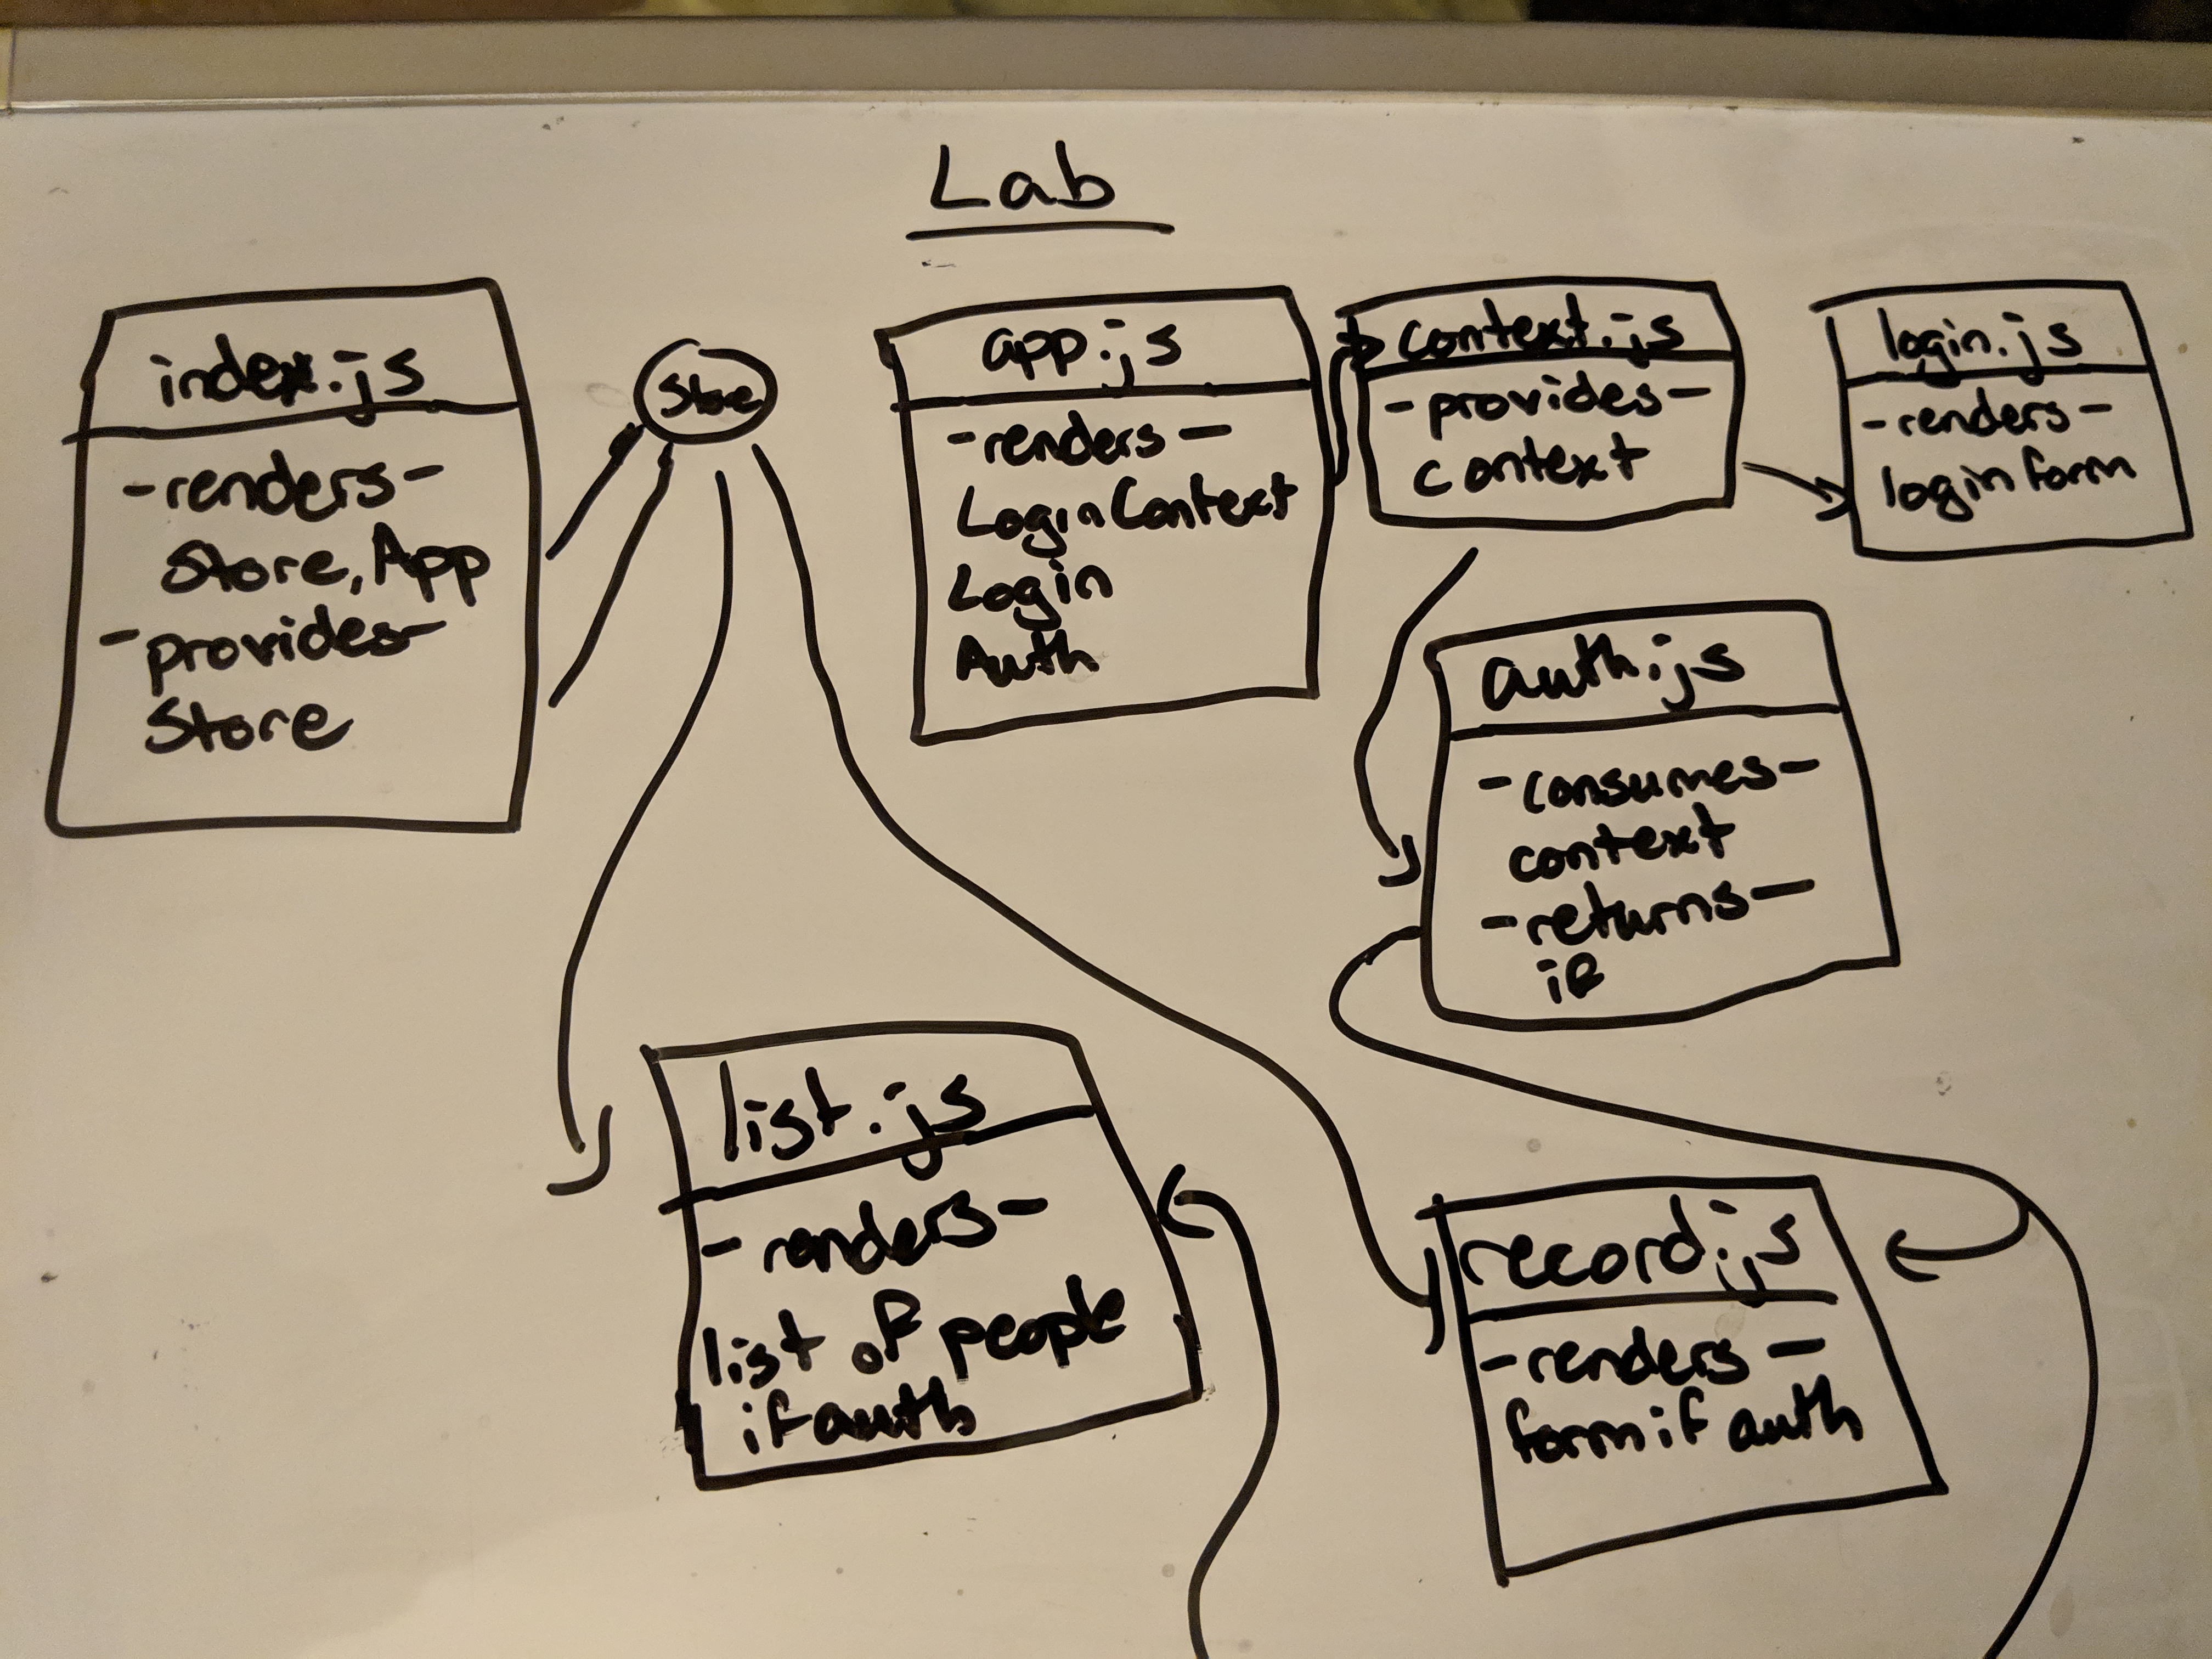 Lab
index.js
-renders-
Store, App
-provides-
Store
Store
app.js
-renders-
LoginContext
Login
Auth
context.js
-provides-
context
login.js
-renders-
login form
auth.js
-consumes-
context
-returns-
if
list.js
-renders-
list of people
if auth
record.js
-renders-
form if auth